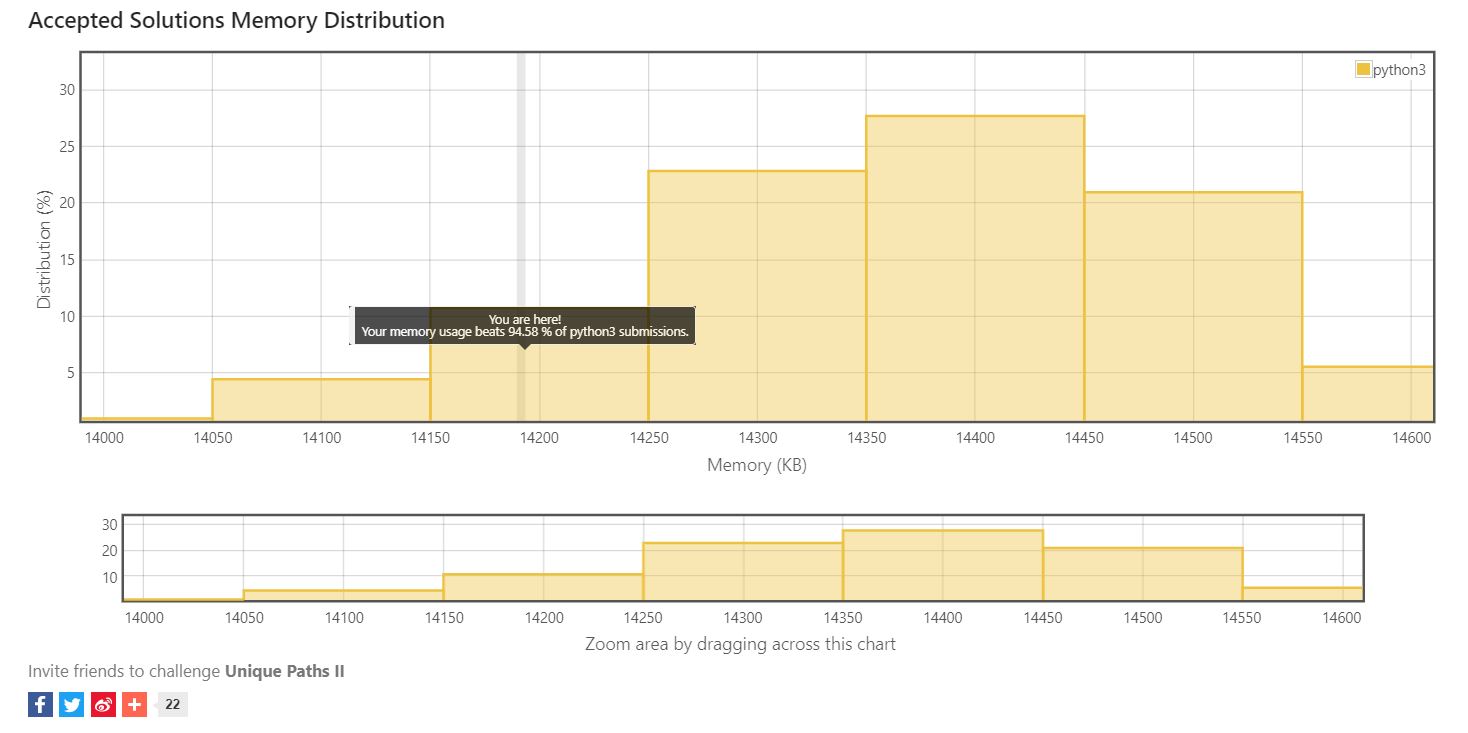 Accepted Solutions Memory Distribution
python3
30
25
20
15
10
5
Distribution (%)
You are here!
Your memory usage beats 94.58 % of python3 submissions.
14000 14050 14100 14150 14200 14250 14300 14350 14400 14450 14500 14550 14600
Memory (KB)
30
20
10
14000 14050 14100 14150 14200 14250 14300 14350 14400 14450 14500 14550 14600
Zoom area by dragging across this chart
Invite friends to challenge Unique Paths II
22